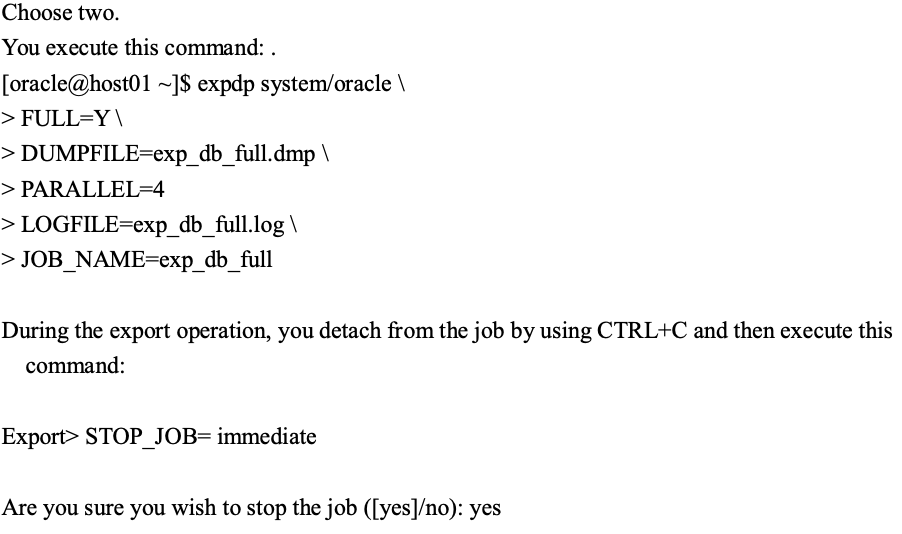 Choose two.
You execute this command: .
[oracle@host01 ~]$ expdp system/oracle \
> FULL=Y \
> DUMPFILE=exp_db_full.dmp \
> PARALLEL=4
> LOGFILE=exp_db_full.log \
> JOB_NAME=exp_db_full
During the export operation, you detach from the job by using CTRL+C and then execute this
command:
Export> STOP_JOB= immediate
Are you sure you wish to stop the job ([yes]/no): yes